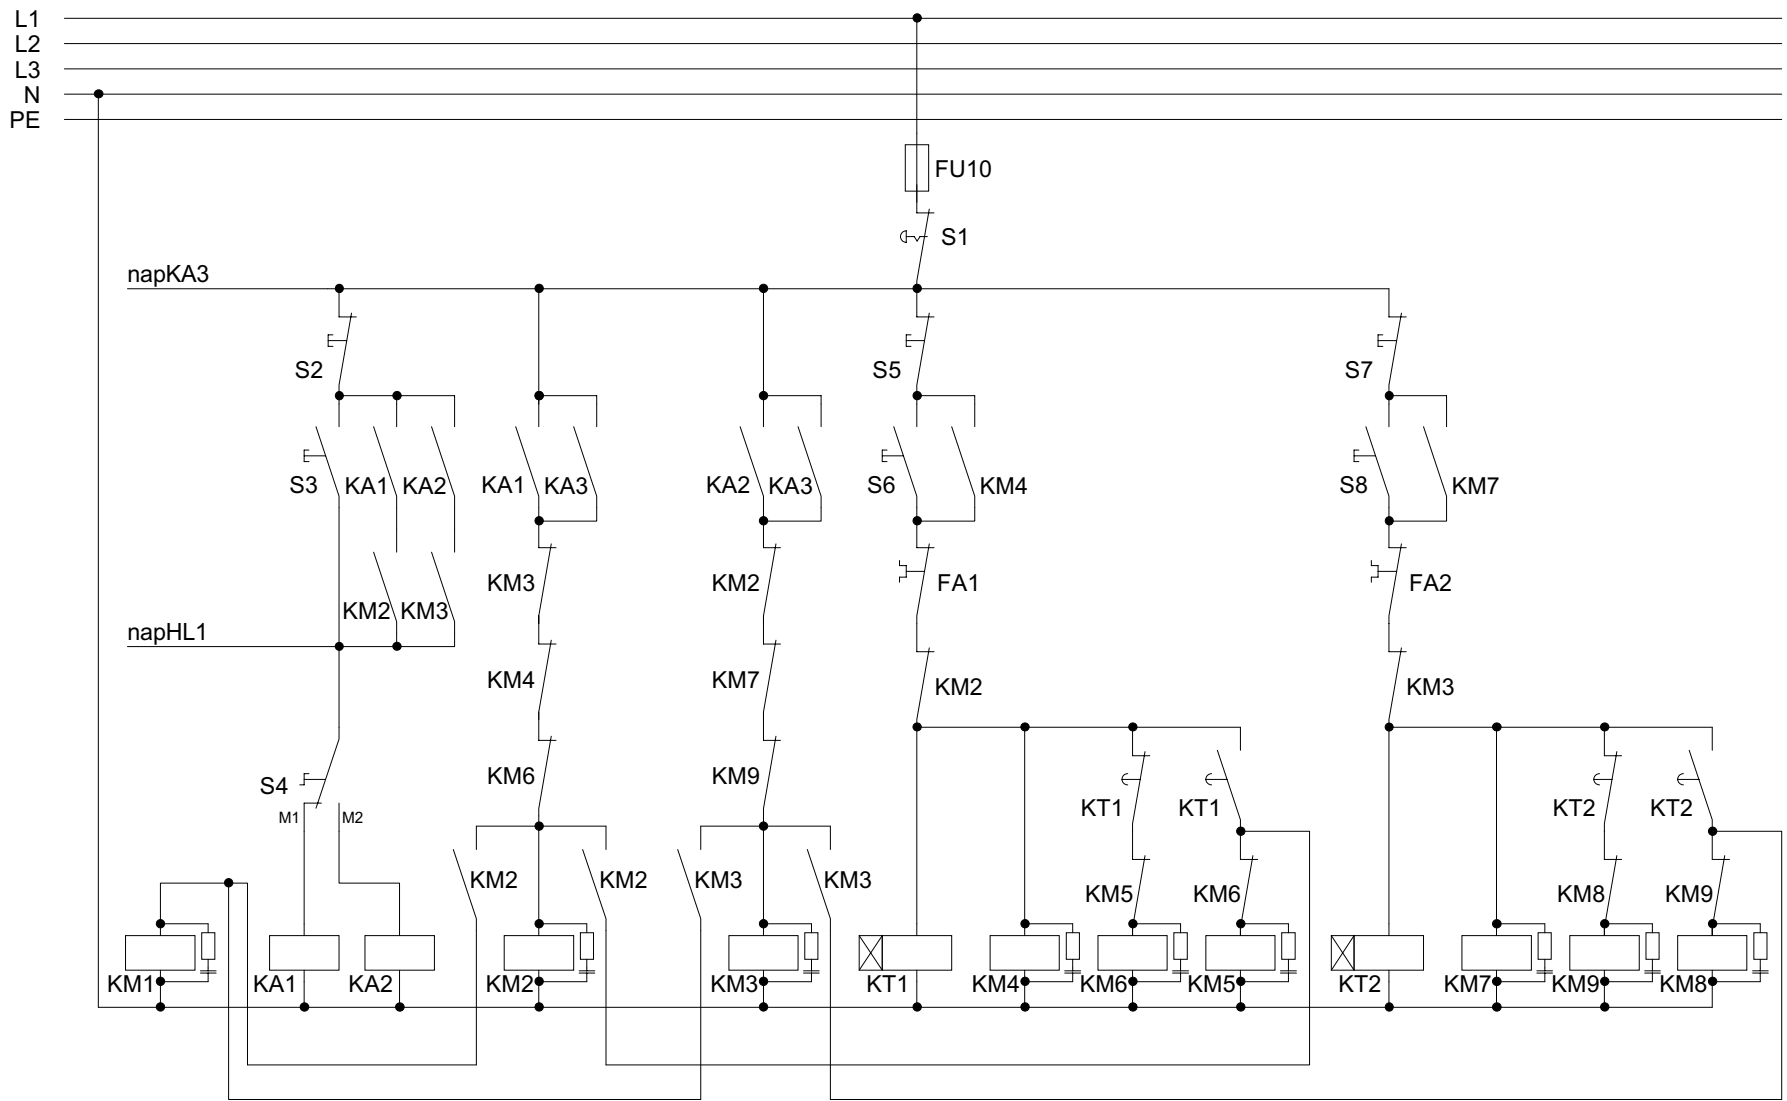 L1
L2
L3
N
PE
FU10
S1
napKA3
S2 S5 S7
S3 KA1 KA2 KA1 KA3 KA2 KA3 S6 KM4 S8 KM7
KM3 KM2 FA1 FA2
KM2 KM3
napHL1
KM4 KM7 KM2 KM3
S4 KM6 KM9
M1 M2 KT1 KT1 KT2 KT2
KM2 KM2 KM3 KM3 KM5 KM6 KM8 KM9
KM1 KA1 KA2 KM2 KM3 KT1 KM4 KM6 KM5 KT2 KM7 KM9 KM8